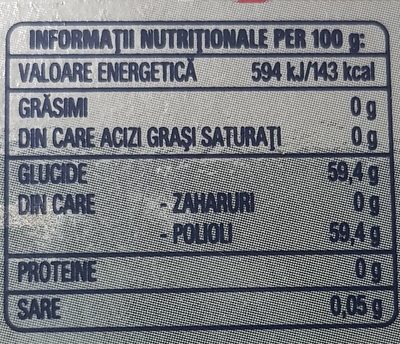 INFORMAȚII NUTRIȚIONALE PER 100 g:
VALOARE ENERGETICĂ 594 kJ/143 kcal
GRĂSIMI 0 g
DIN CARE ACIZI GRAȘI SATURAȚI 0 g
GLUCIDE 59,4 g
DIN CARE - ZAHARURI 0 g
- POLIOLI 59,4 g
PROTEINE 0 g
SARE 0,05 g